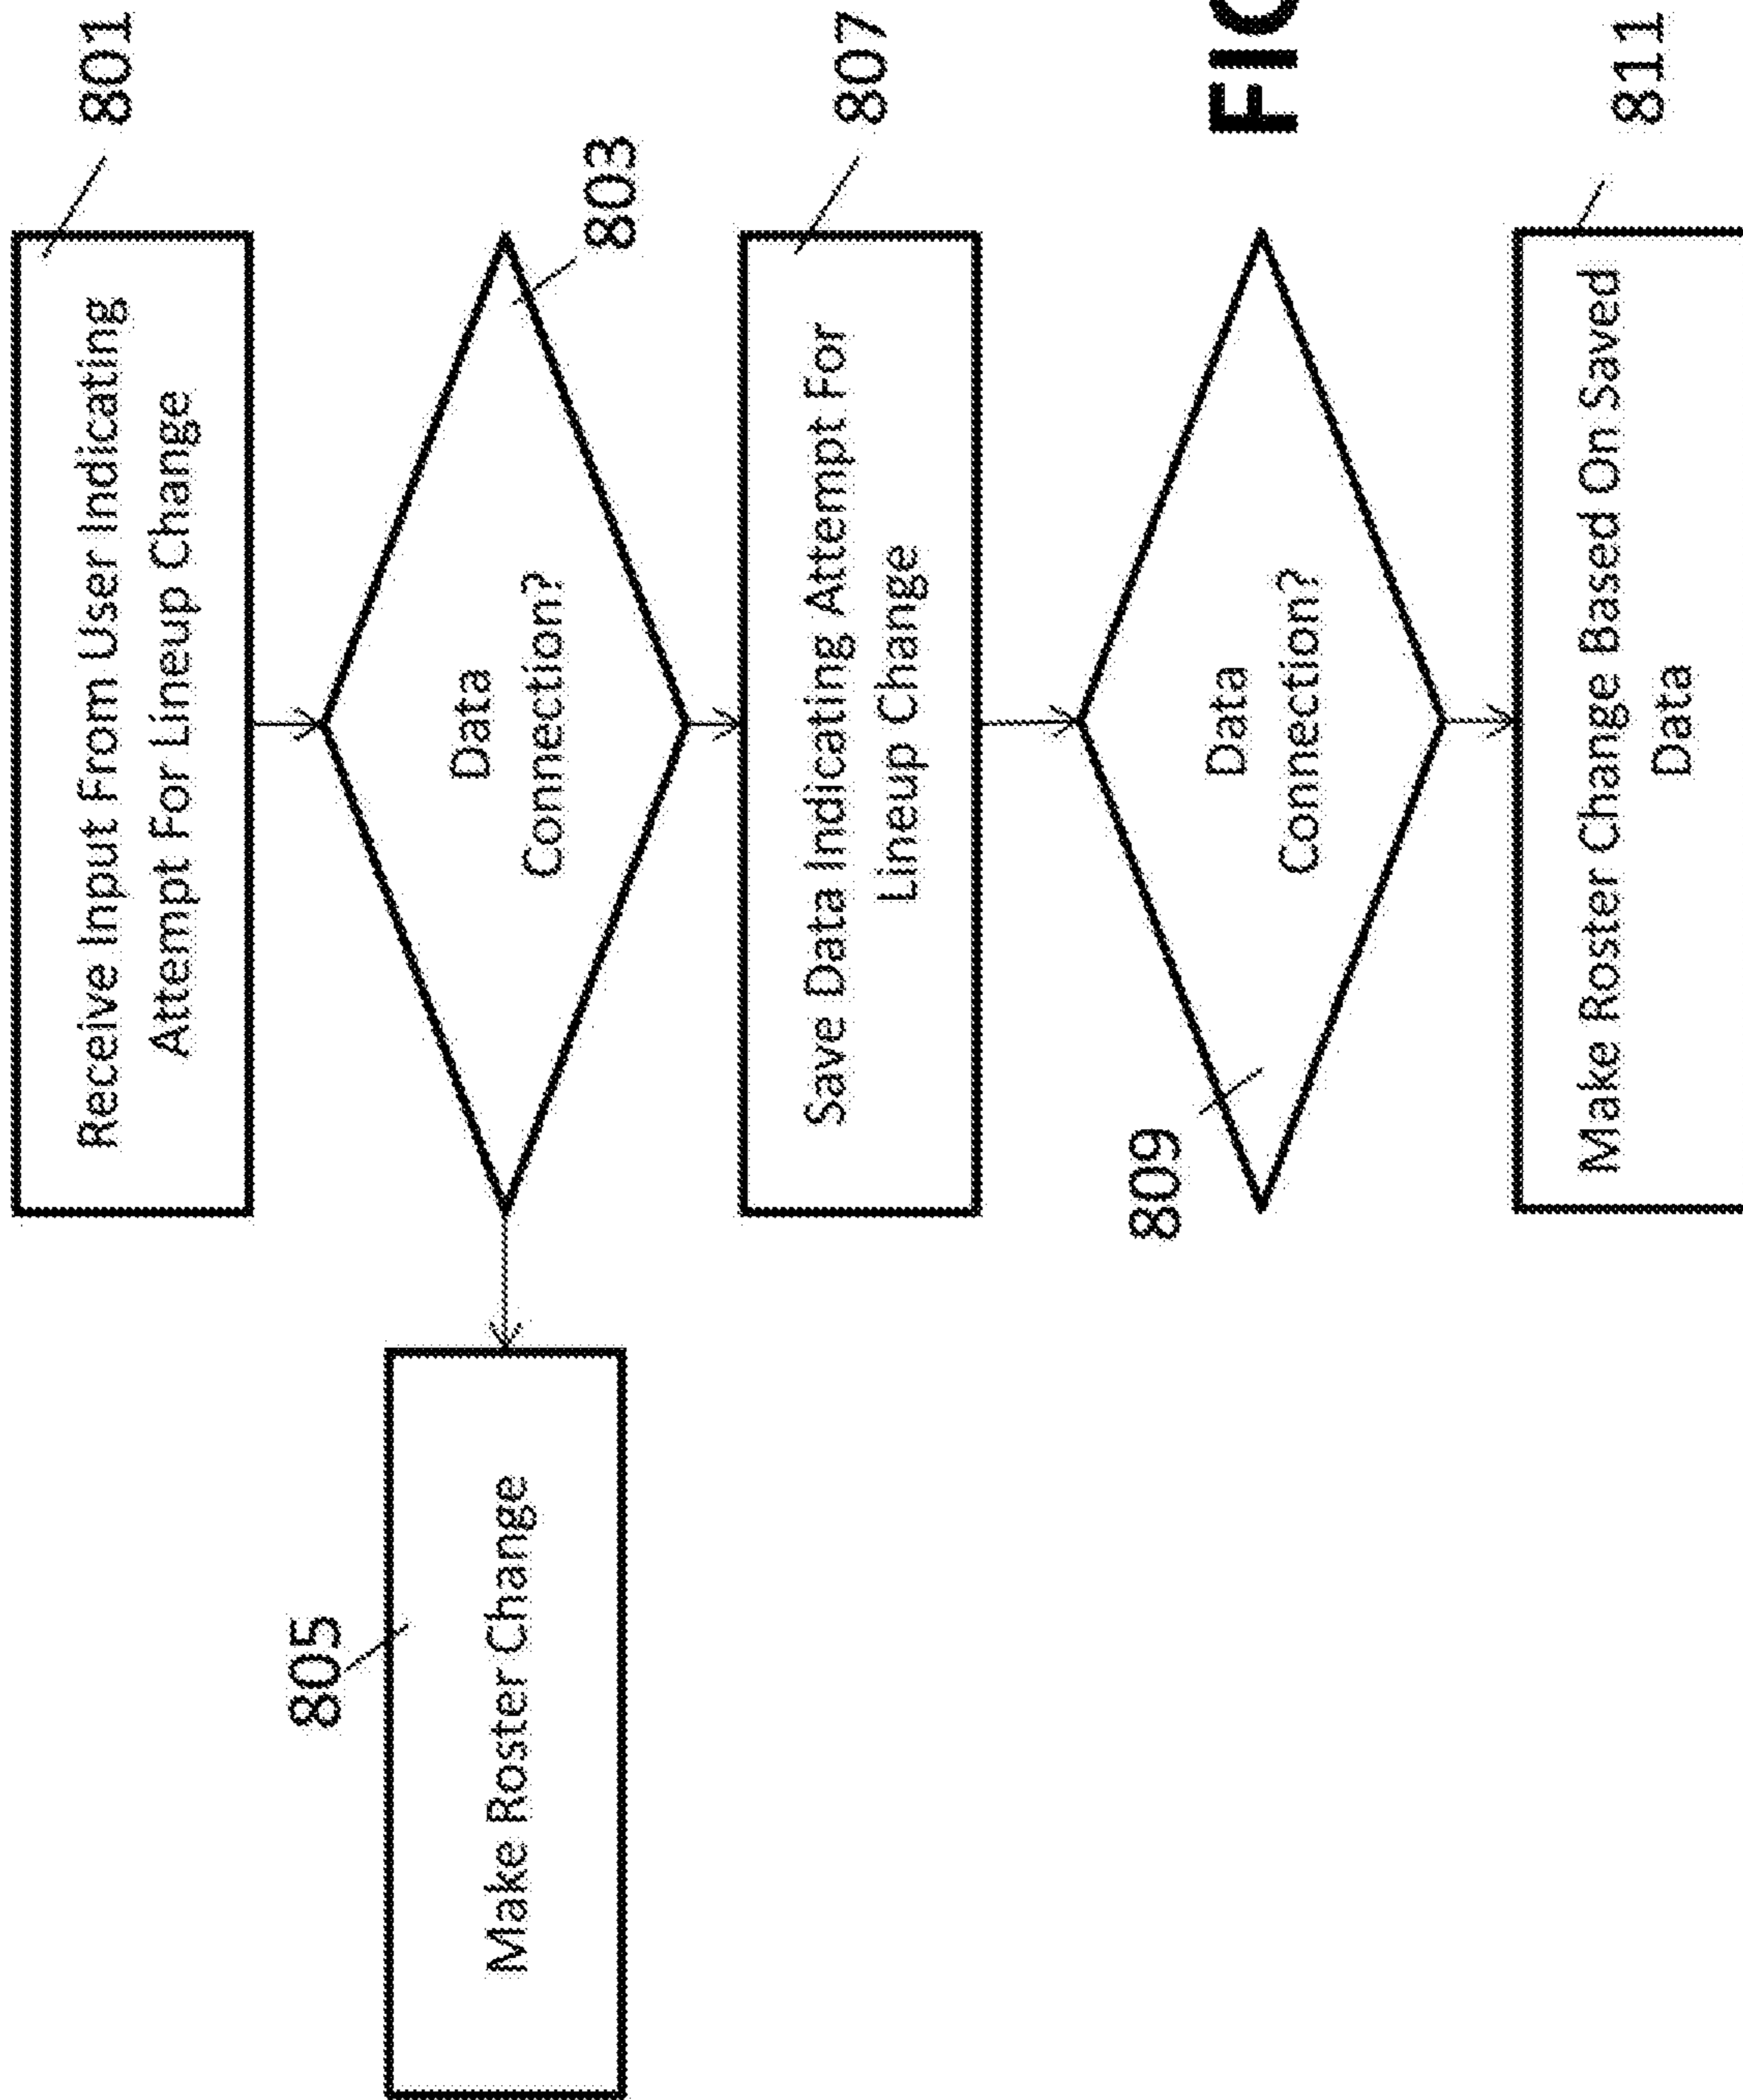 801
Receive Input From User Indicating
Attempt For Lineup Change
803
Data
Connection?
805
Make Roster Change
807
Save Data Indicating Attempt For
Lineup Change
809
Data
Connection?
811
Make Roster Change Based On Saved
Data